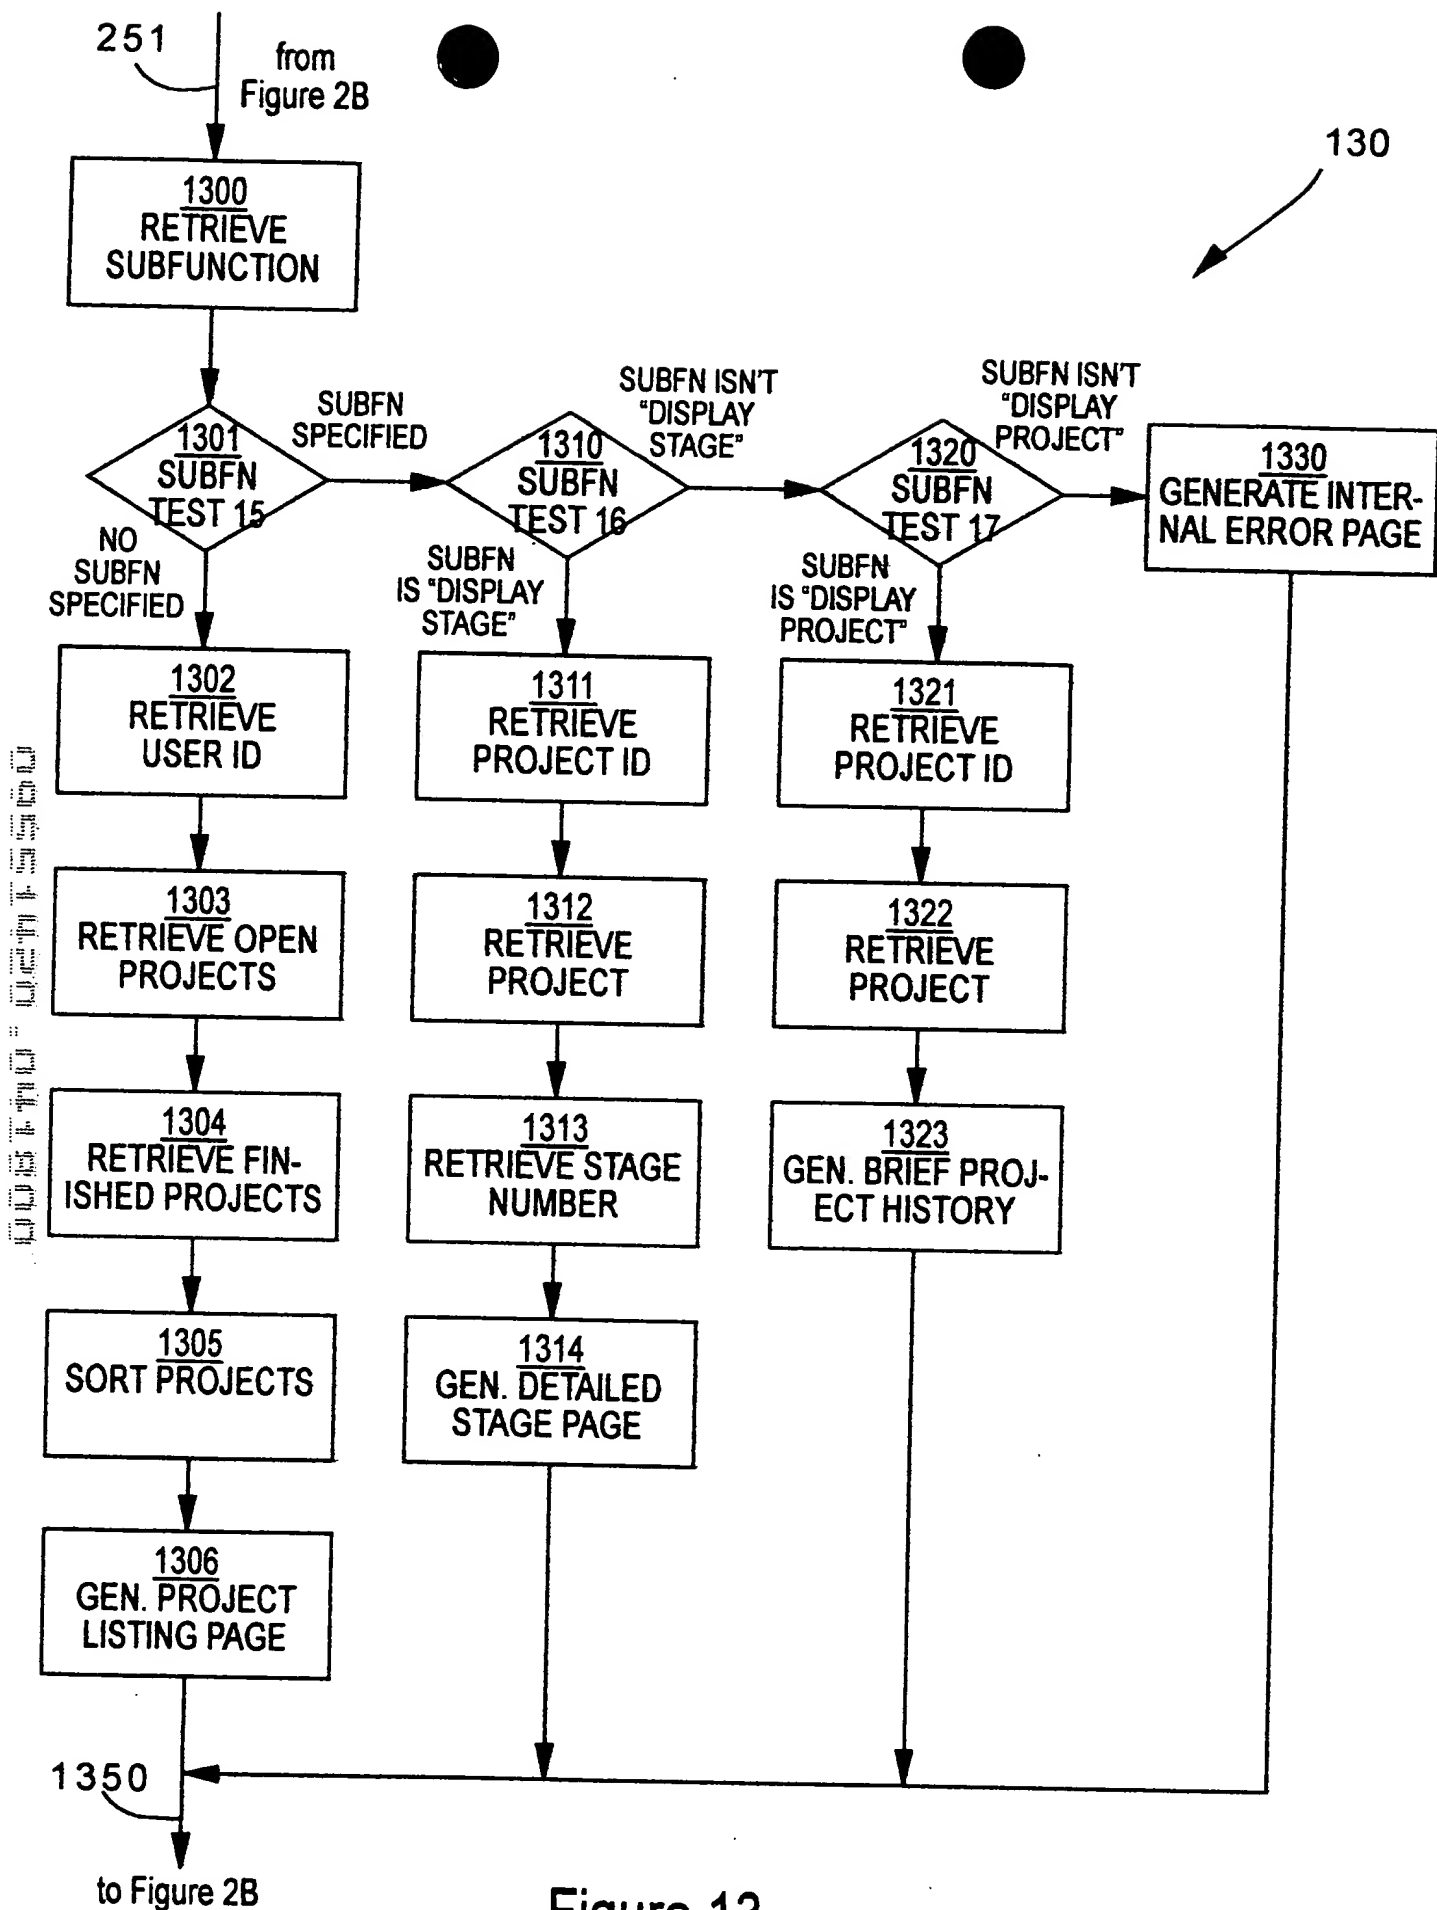 251
from
Figure 2B
130
1300
RETRIEVE
SUBFUNCTION
SUBFN
SPECIFIED
SUBFN ISN'T
"DISPLAY
STAGE"
SUBFN ISN'T
"DISPLAY
PROJECT"
1301
SUBFN
TEST 15
1310
SUBFN
TEST 16
1320
SUBFN
TEST 17
1330
GENERATE INTER-
NAL ERROR PAGE
NO
SUBFN
SPECIFIED
SUBFN
IS "DISPLAY
STAGE"
SUBFN
IS "DISPLAY
PROJECT"
1302
RETRIEVE
USER ID
1311
RETRIEVE
PROJECT ID
1321
RETRIEVE
PROJECT ID
1303
RETRIEVE OPEN
PROJECTS
1312
RETRIEVE
PROJECT
1322
RETRIEVE
PROJECT
1304
RETRIEVE FIN-
ISHED PROJECTS
1313
RETRIEVE STAGE
NUMBER
1323
GEN. BRIEF PROJ-
ECT HISTORY
1305
SORT PROJECTS
1314
GEN. DETAILED
STAGE PAGE
1306
GEN. PROJECT
LISTING PAGE
1350
to Figure 2B
Figure 13